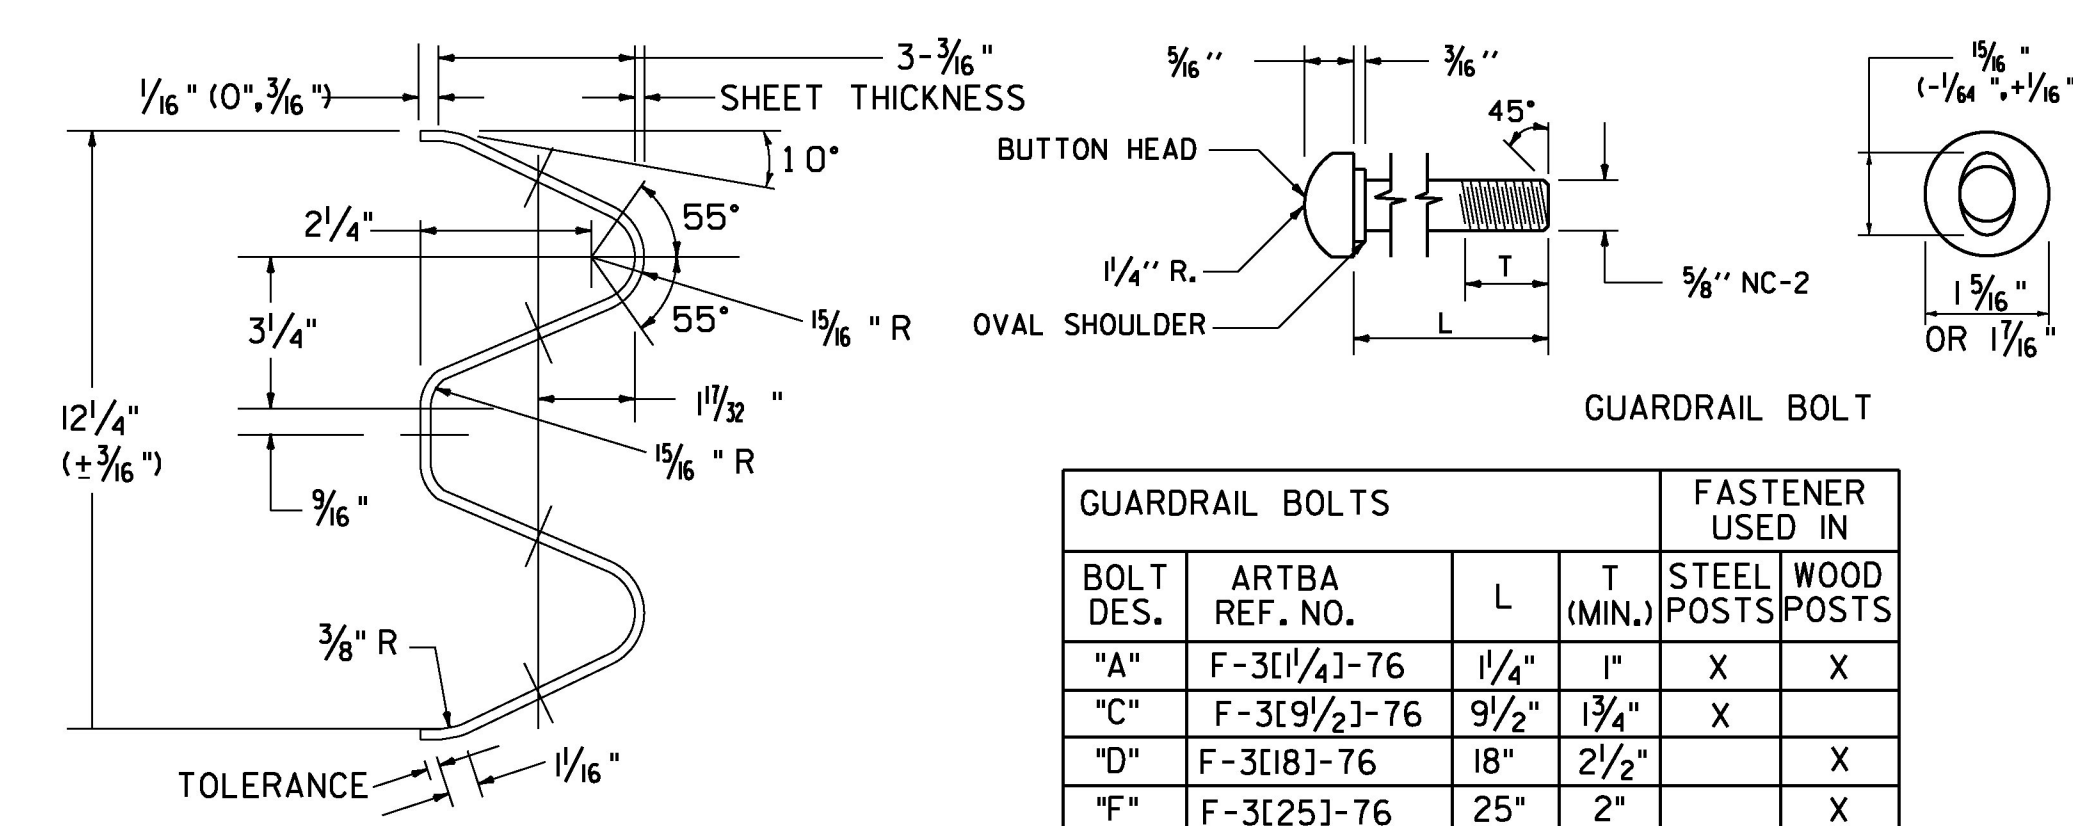 3-3/16"
1/16" (0", 3/16")
SHEET THICKNESS
10°
2 1/4"
55°
55°
15/16" R
3 1/4"
1 17/32"
12 1/4"
(±3/16")
15/16" R
9/16"
3/8" R
TOLERANCE
1 1/16"
5/16''
3/16''
45°
BUTTON HEAD
1 1/4'' R.
T
5/8'' NC-2
OVAL SHOULDER
L
15/16"
(-1/64", +1/16"
1 5/16"
OR 1 7/16"
GUARDRAIL BOLT
GUARDRAIL BOLTS
FASTENER
USED IN
BOLT
DES.
ARTBA
REF. NO.
L
T
(MIN.)
STEEL
POSTS
WOOD
POSTS
"A" F-3[1 1/4]-76 1 1/4" 1" X X
"C" F-3[9 1/2]-76 9 1/2" 1 3/4" X
"D" F-3[18]-76 18" 2 1/2" X
"F" F-3[25]-76 25" 2" X